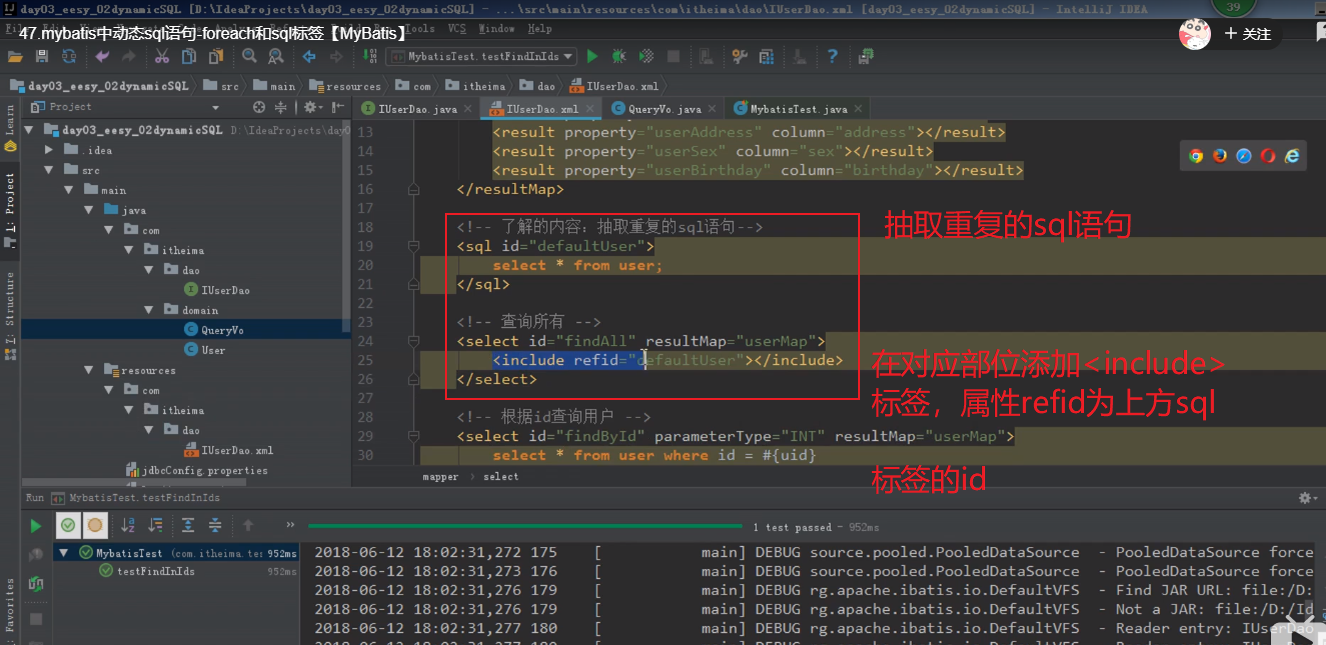 day03_eesy_02dynamicSQL [D:\IdeaProjects\day03_eesy_02dynamicSQL] - ...\src\main\resources\com\itheima\dao\IUserDao.xml [day03_eesy_02dynamicSQL] - IntelliJ IDEA
39
47.mybatis中动态sql语句-foreach和sql标签【MyBatis】
Tools VCS Window Help
+ 关注
MybatisTest.testFindInIds
day03_eesy_02dynamicSQL src main resources com itheima dao IUserDao.xml
Learn
Project
IUserDao.java IUserDao.xml QueryVo.java MybatisTest.java
1: Project
day03_eesy_02dynamicSQL D:\IdeaProjects\day0
.idea
src
main
java
com
itheima
dao
IUserDao
domain
QueryVo
User
resources
com
itheima
dao
IUserDao.xml
jdbcConfig.properties
Structure
13 <result property="userAddress" column="address"></result>
14 <result property="userSex" column="sex"></result>
15 <result property="userBirthday" column="birthday"></result>
16 </resultMap>
17
18 <!-- 了解的内容：抽取重复的sql语句-->
19 <sql id="defaultUser">
20 select * from user;
21 </sql>
22
23 <!-- 查询所有 -->
24 <select id="findAll" resultMap="userMap">
25 <include refid="defaultUser"></include>
26 </select>
27
28 <!-- 根据id查询用户 -->
29 <select id="findById" parameterType="INT" resultMap="userMap">
30 select * from user where id = #{uid}
抽取重复的sql语句
在对应部位添加<include>
标签，属性refid为上方sql
标签的id
mapper › select
Run MybatisTest.testFindInIds
1 test passed - 952ms
MybatisTest (com.itheima.tes 952ms
testFindInIds 952ms
Favorites
2018-06-12 18:02:31,272 175 [ main] DEBUG source.pooled.PooledDataSource - PooledDataSource force
2018-06-12 18:02:31,273 176 [ main] DEBUG source.pooled.PooledDataSource - PooledDataSource force
2018-06-12 18:02:31,276 179 [ main] DEBUG rg.apache.ibatis.io.DefaultVFS - Find JAR URL: file:/D:
2018-06-12 18:02:31,276 179 [ main] DEBUG rg.apache.ibatis.io.DefaultVFS - Not a JAR: file:/D:/Id
2018-06-12 18:02:31,277 180 [ main] DEBUG rg.apache.ibatis.io.DefaultVFS - Reader entry: IUserDao